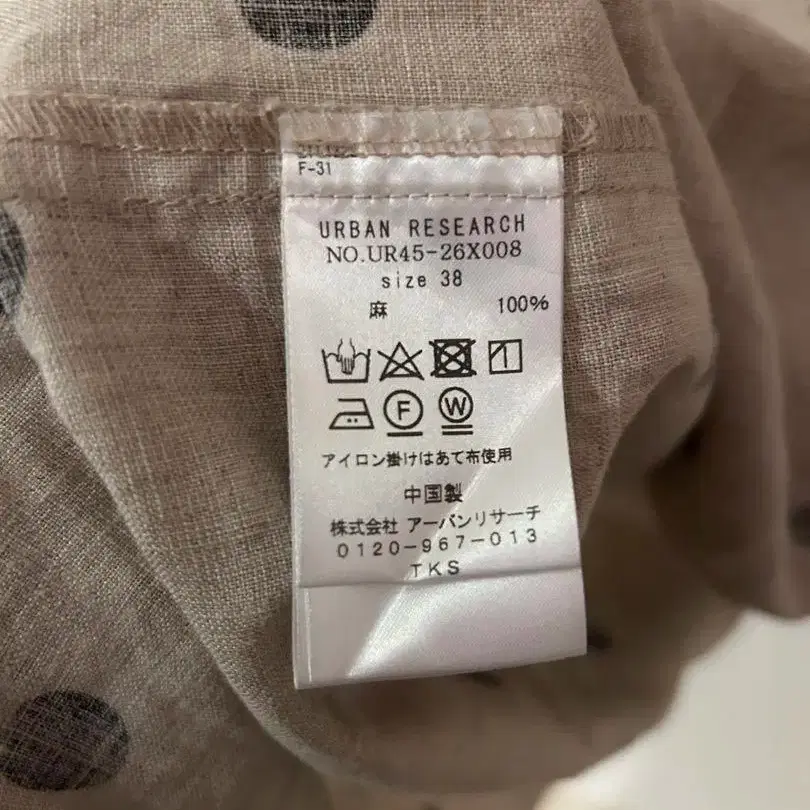 F-31
URBAN RESEARCH
NO.UR45-26X008
size 38
麻 100%
F W
アイロン掛けはあて布使用
中国製
株式会社 アーバンリサーチ
0120-967-013
TKS